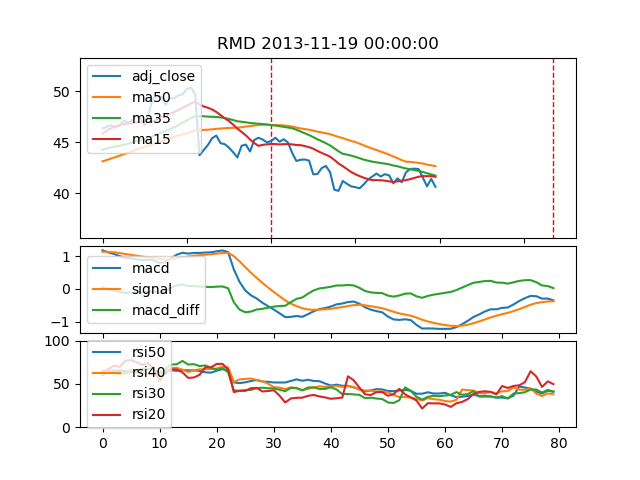 RMD 2013-11-19 00:00:00
50
45
40
adj_close
ma50
ma35
ma15
1
0
−1
macd
signal
macd_diff
100
50
0
rsi50
rsi40
rsi30
rsi20
0 10 20 30 40 50 60 70 80